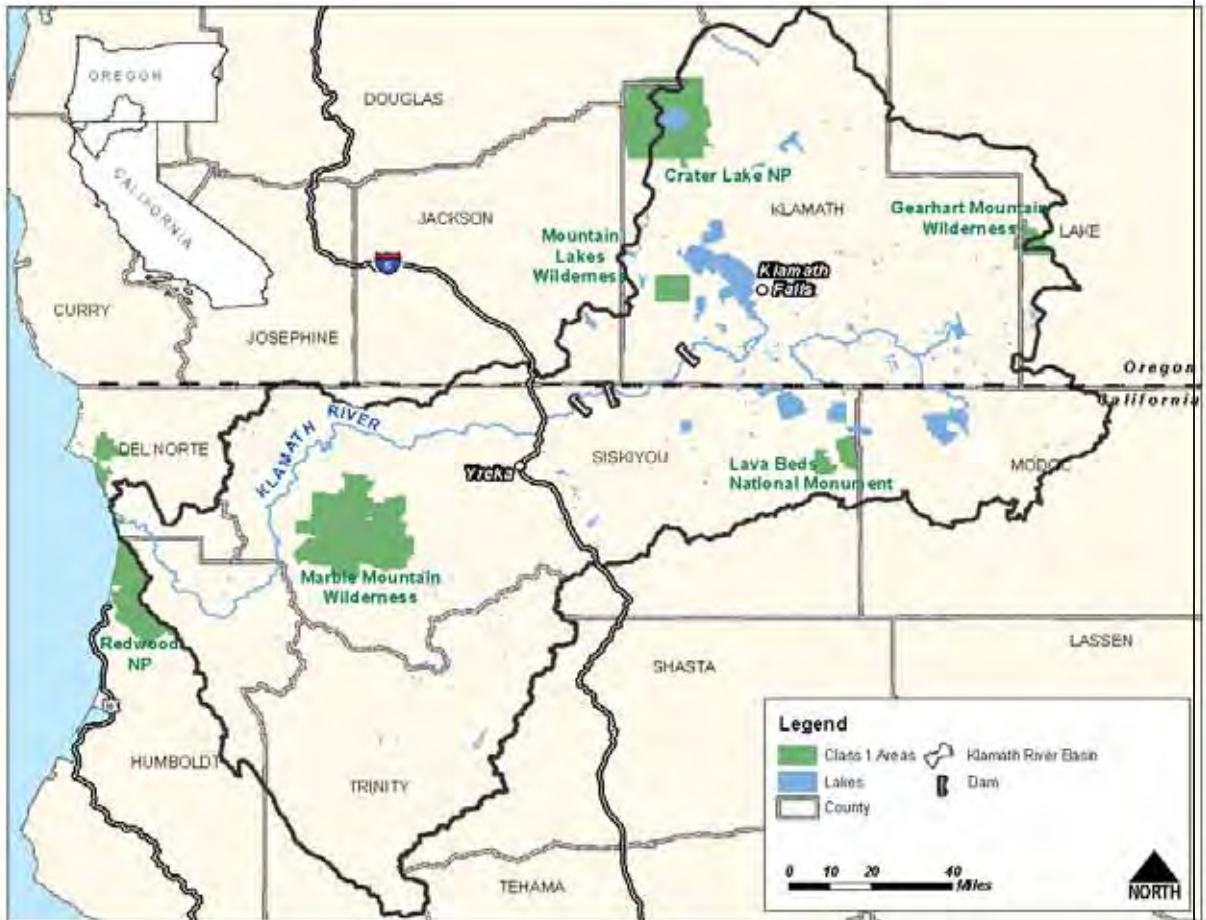 OREGON
CALIFORNIA
DOUGLAS
Crater Lake NP
KLAMATH
Gearhart Mountain
Wilderness
LAKE
JACKSON
Mountain
Lakes
Wilderness
5
Klamath
Falls
CURRY
JOSEPHINE
Oregon
California
DEL NORTE
KLAMATH RIVER
Yreka
SISKIYOU
Lava Beds
National Monument
MODOC
Marble Mountain
Wilderness
Redwood
NP
SHASTA
LASSEN
HUMBOLDT
TRINITY
TEHAMA
Legend
Class 1 Areas
Klamath River Basin
Lakes
Dam
County
0 10 20 40
Miles
NORTH